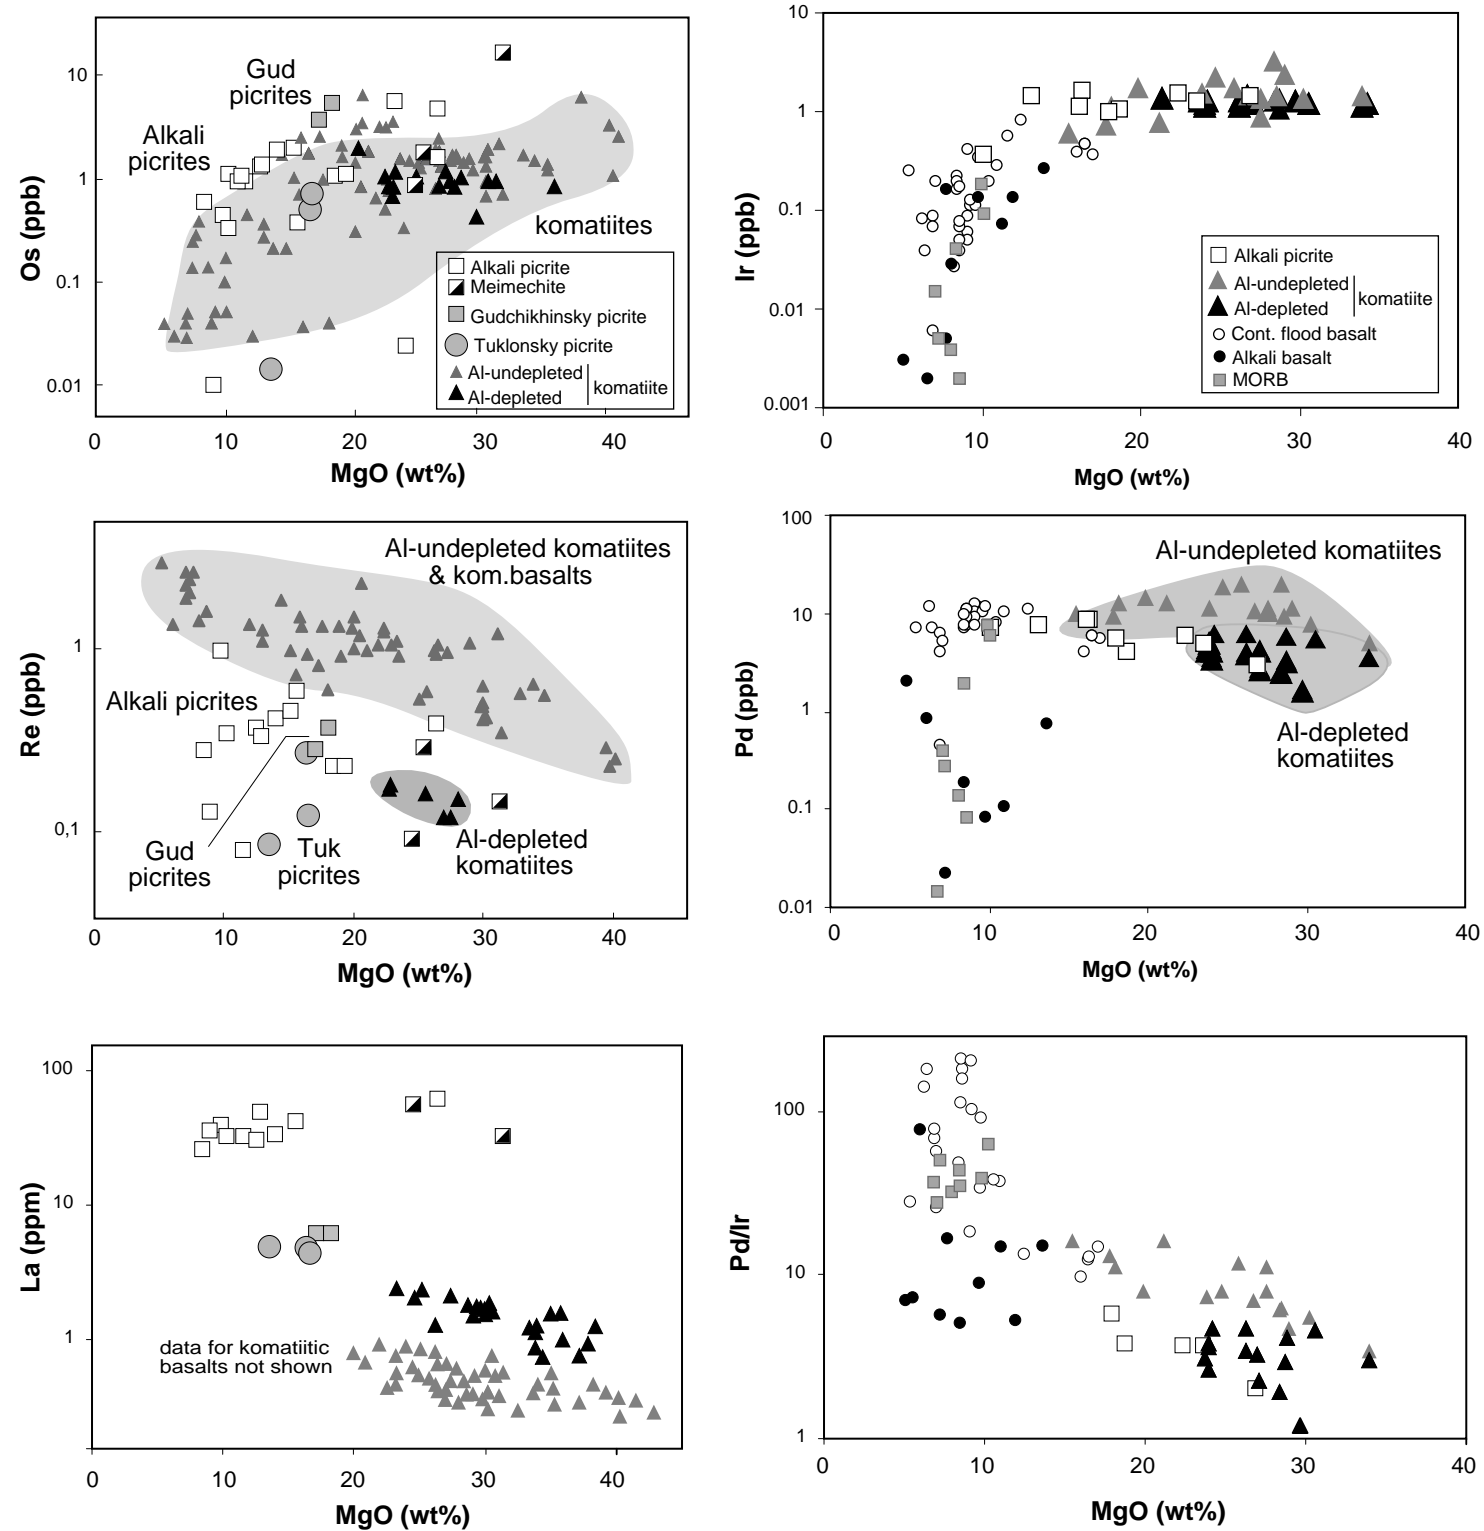 10
1
0.1
0.01
Os (ppb)
Gud
picrites
Alkali
picrites
komatiites
Alkali picrite
Meimechite
Gudchikhinsky picrite
Tuklonsky picrite
Al-undepleted
Al-depleted
komatiite
0 10 20 30 40
MgO (wt%)
10
1
0.1
0.01
0.001
Ir (ppb)
Alkali picrite
Al-undepleted
Al-depleted
komatiite
Cont. flood basalt
Alkali basalt
MORB
0 10 20 30 40
MgO (wt%)
1
0,1
Re (ppb)
Al-undepleted komatiites
& kom.basalts
Alkali picrites
Gud
picrites
Tuk
picrites
Al-depleted
komatiites
0 10 20 30 40
MgO (wt%)
100
10
1
0.1
0.01
Pd (ppb)
Al-undepleted komatiites
Al-depleted
komatiites
0 10 20 30 40
MgO (wt%)
100
10
1
La (ppm)
data for komatiitic
basalts not shown
0 10 20 30 40
MgO (wt%)
100
10
1
Pd/Ir
0 10 20 30 40
MgO (wt%)